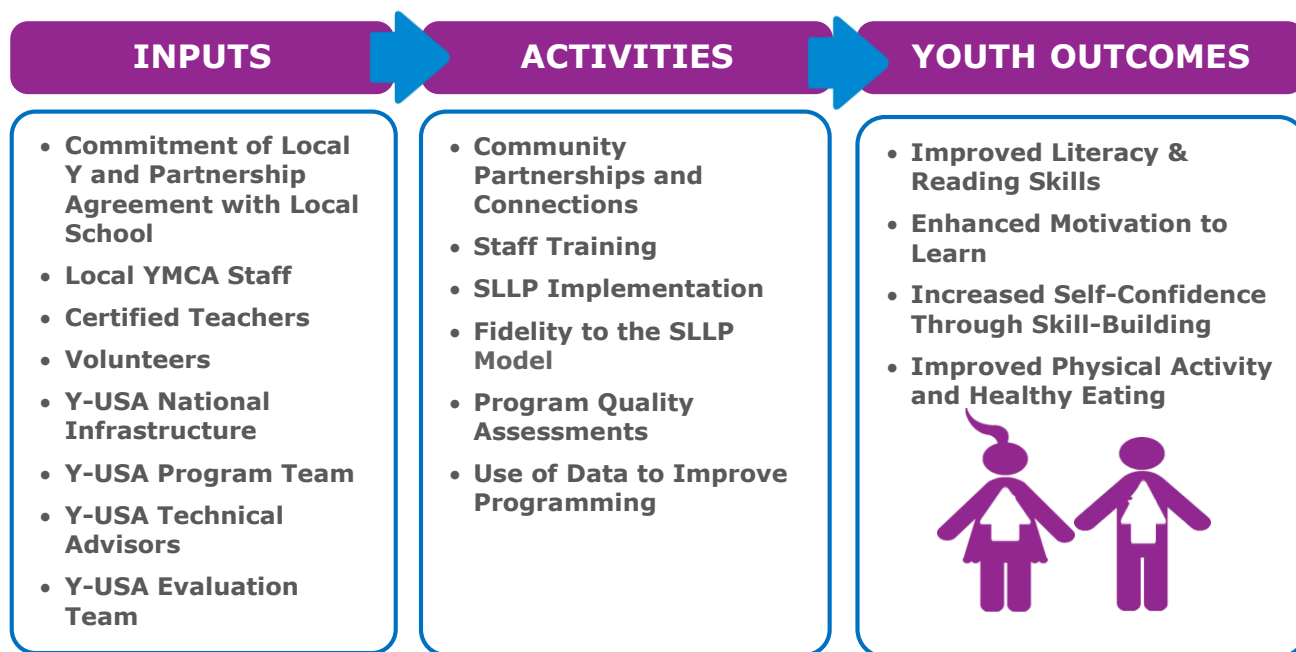 INPUTS
ACTIVITIES
YOUTH OUTCOMES
• Commitment of Local
Y and Partnership
Agreement with Local
School
• Local YMCA Staff
• Certified Teachers
• Volunteers
• Y-USA National
Infrastructure
• Y-USA Program Team
• Y-USA Technical
Advisors
• Y-USA Evaluation
Team
• Community
Partnerships and
Connections
• Staff Training
• SLLP Implementation
• Fidelity to the SLLP
Model
• Program Quality
Assessments
• Use of Data to Improve
Programming
• Improved Literacy &
Reading Skills
• Enhanced Motivation to
Learn
• Increased Self-Confidence
Through Skill-Building
• Improved Physical Activity
and Healthy Eating